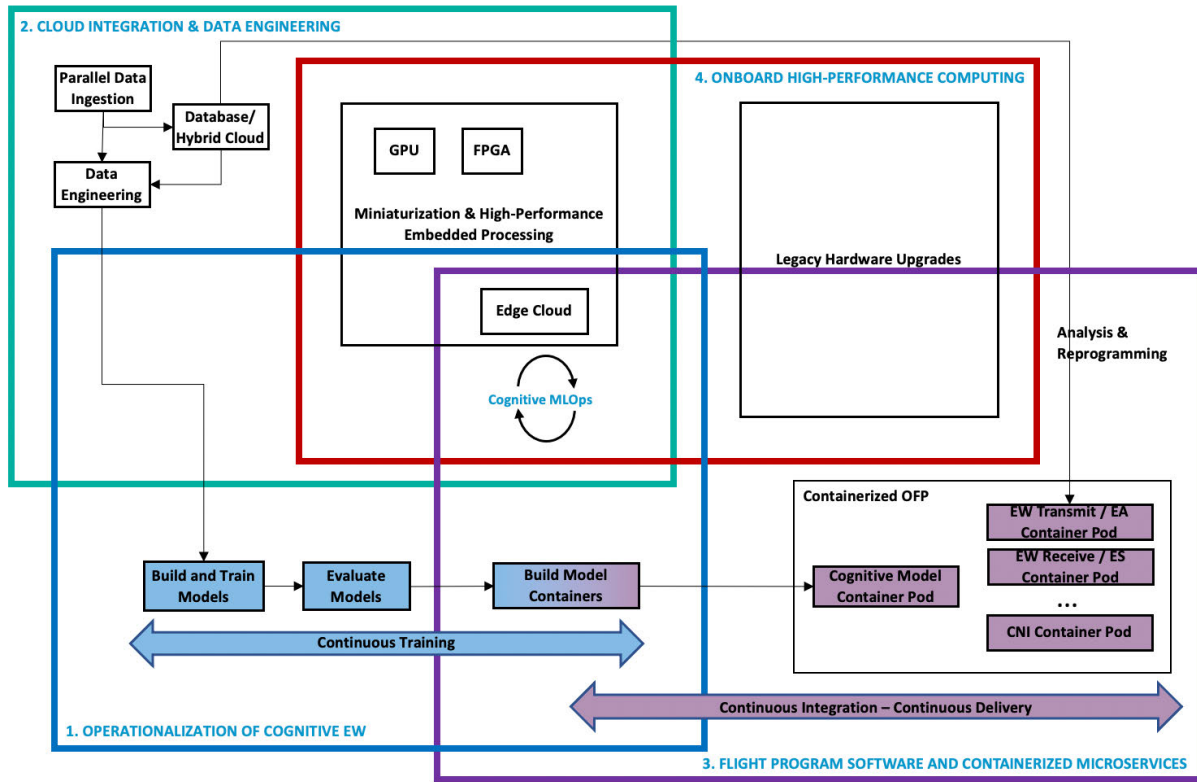 2. CLOUD INTEGRATION & DATA ENGINEERING
Parallel Data
Ingestion
Database/
Hybrid Cloud
Data
Engineering
4. ONBOARD HIGH-PERFORMANCE COMPUTING
GPU
FPGA
Miniaturization & High-Performance
Embedded Processing
Legacy Hardware Upgrades
Edge Cloud
Cognitive MLOps
Analysis &
Reprogramming
Containerized OFP
EW Transmit / EA
Container Pod
EW Receive / ES
Container Pod
...
CNI Container Pod
Build and Train
Models
Evaluate
Models
Build Model
Containers
Cognitive Model
Container Pod
Continuous Training
Continuous Integration – Continuous Delivery
1. OPERATIONALIZATION OF COGNITIVE EW
3. FLIGHT PROGRAM SOFTWARE AND CONTAINERIZED MICROSERVICES